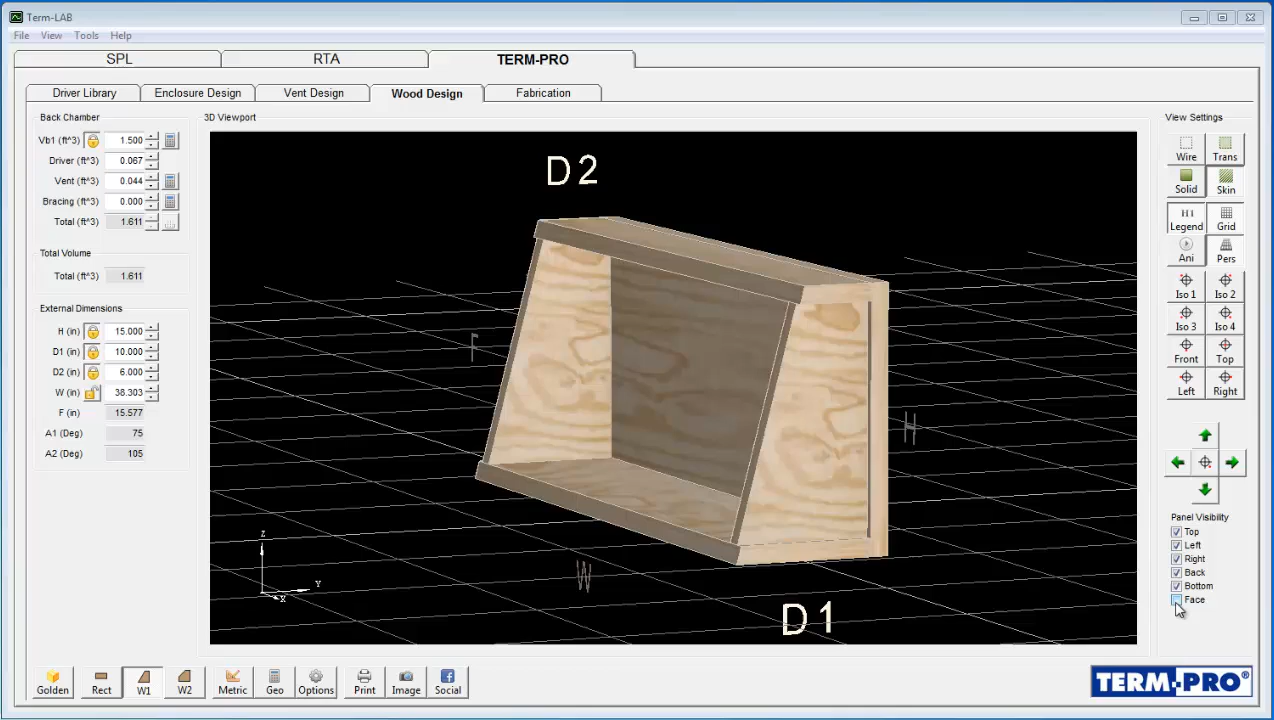 Term-LAB
File View Tools Help
SPL RTA TERM-PRO
Driver Library Enclosure Design Vent Design Wood Design Fabrication
Back Chamber
Vb1 (ft^3) 1.500
Driver (ft^3) 0.067
Vent (ft^3) 0.044
Bracing (ft^3) 0.000
Total (ft^3) 1.611
Total Volume
Total (ft^3) 1.611
External Dimensions
H (in) 15.000
D1 (in) 10.000
D2 (in) 6.000
W (in) 38.303
F (in) 15.577
A1 (Deg) 75
A2 (Deg) 105
3D Viewport
D2
F
H
W
D1
Z
Y
X
View Settings
Wire Trans
Solid Skin
H1
Legend Grid
Ani Pers
Iso 1 Iso 2
Iso 3 Iso 4
Front Top
Left Right
Panel Visibility
Top
Left
Right
Back
Bottom
Face
Golden Rect W1 W2 Metric Geo Options Print Image Social
TERM-PRO®